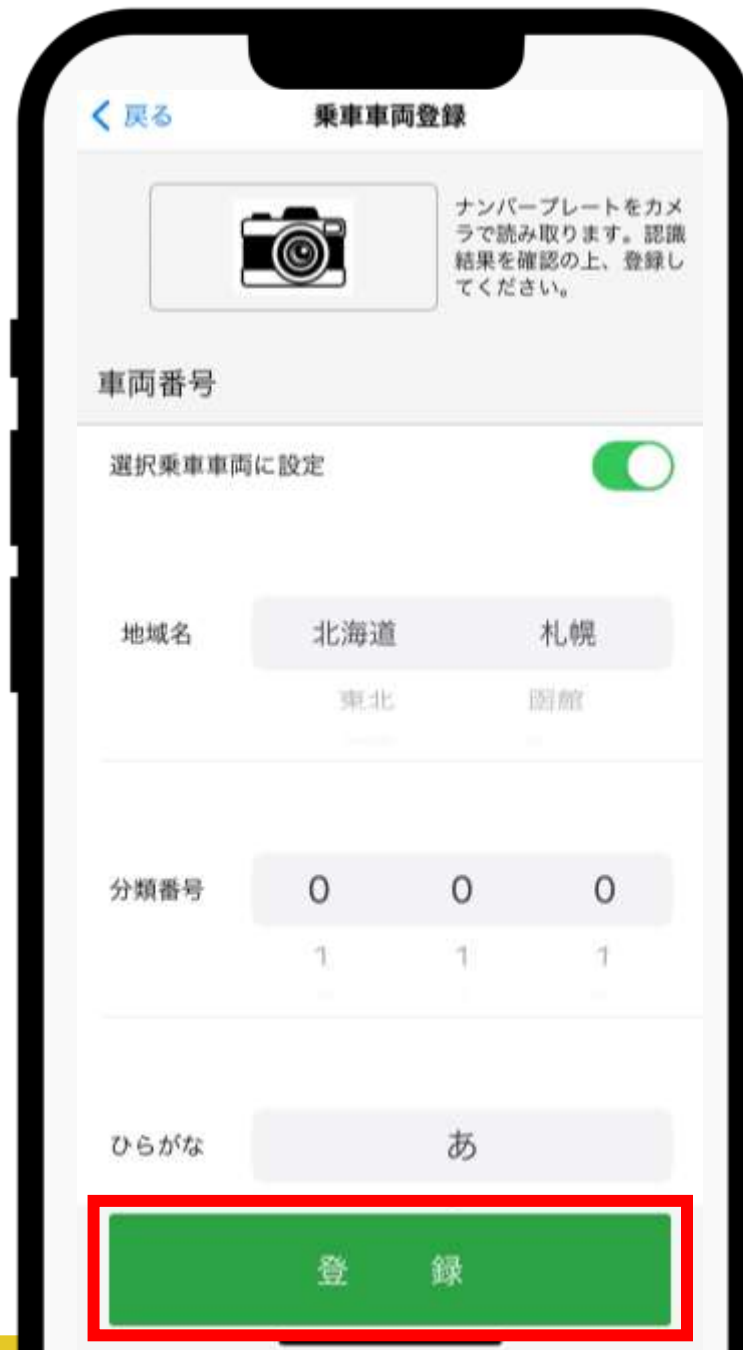 戻る
乗車車両登録
ナンバープレートをカメ
ラで読み取ります。認識
結果を確認の上、登録し
てください。
車両番号
選択乗車車両に設定
地域名 北海道 札幌
東北 函館
分類番号 0 0 0
1 1 1
ひらがな あ
登 録